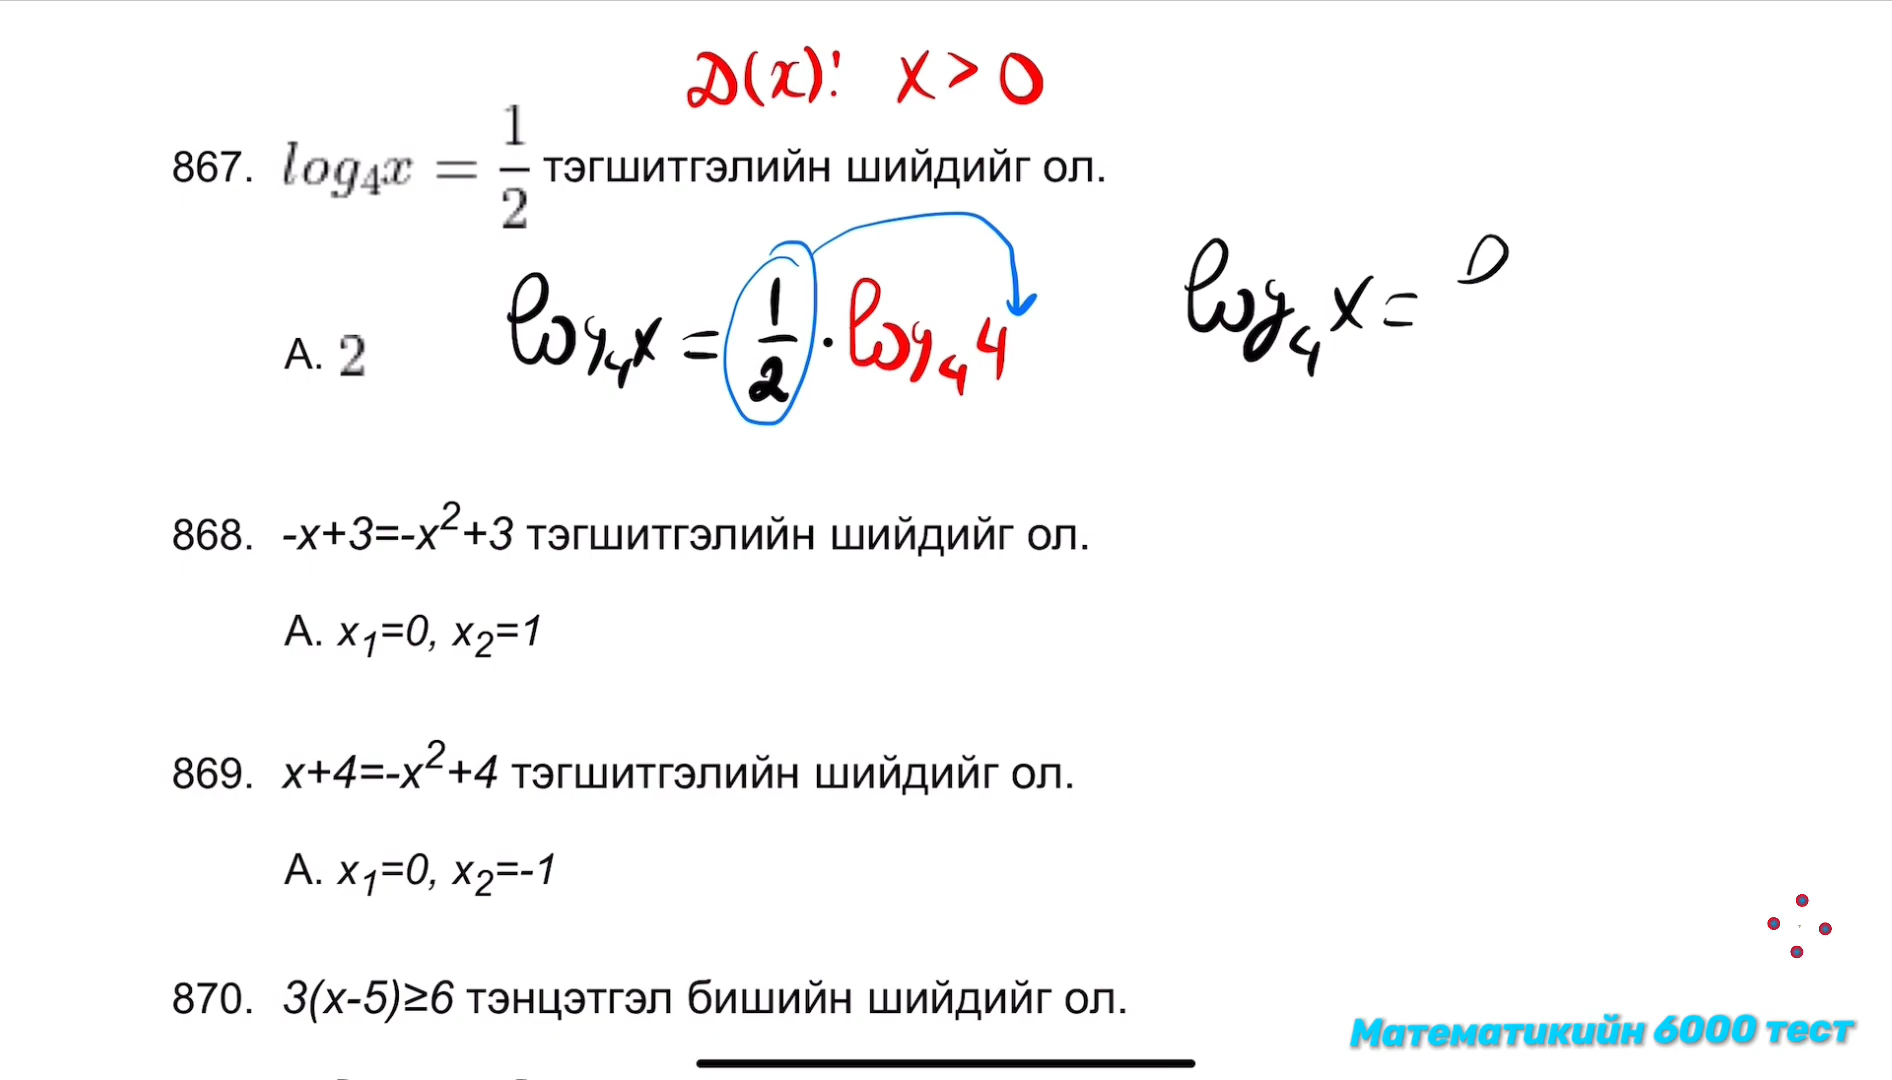 D(x): x > 0
867. log₄x = 1/2 тэгшитгэлийн шийдийг ол.
log₄x = 1/2 · log₄4
log₄x =
A. 2
868. -x+3=-x²+3 тэгшитгэлийн шийдийг ол.
A. x₁=0, x₂=1
869. x+4=-x²+4 тэгшитгэлийн шийдийг ол.
A. x₁=0, x₂=-1
870. 3(x-5)≥6 тэнцэтгэл бишийн шийдийг ол.
Математикийн 6000 тест